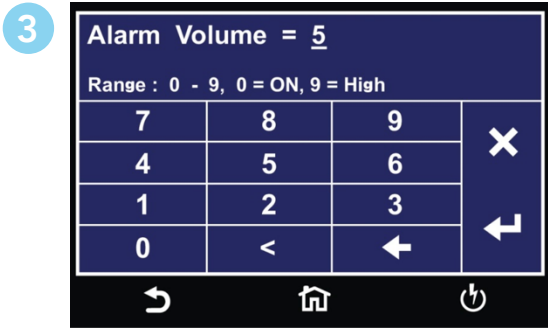 3
Alarm Volume = 5
Range : 0 - 9, 0 = ON, 9 = High
7 8 9
4 5 6
1 2 3
0 <